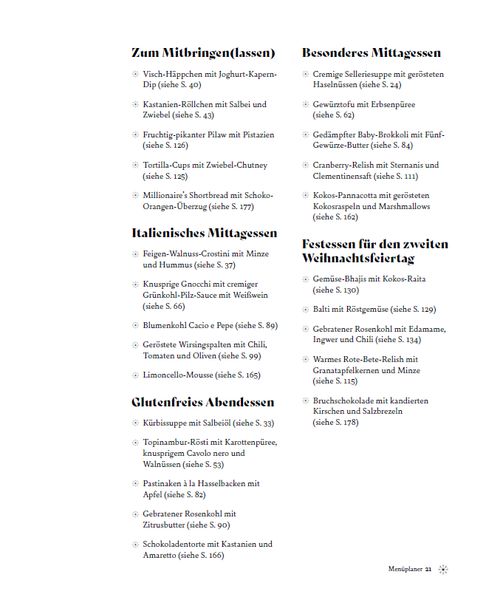 Zum Mitbringen(lassen)
Visch-Häppchen mit Joghurt-Kapern-
Dip (siehe S. 40)
Kastanien-Röllchen mit Salbei und
Zwiebel (siehe S. 43)
Fruchtig-pikanter Pilaw mit Pistazien
(siehe S. 126)
Tortilla-Cups mit Zwiebel-Chutney
(siehe S. 125)
Millionaire's Shortbread mit Schoko-
Orangen-Überzug (siehe S. 177)
Italienisches Mittagessen
Feigen-Walnuss-Crostini mit Minze
und Hummus (siehe S. 37)
Knusprige Gnocchi mit cremiger
Grünkohl-Pilz-Sauce mit Weißwein
(siehe S. 66)
Blumenkohl Cacio e Pepe (siehe S. 89)
Geröstete Wirsingspalten mit Chili,
Tomaten und Oliven (siehe S. 99)
Limoncello-Mousse (siehe S. 165)
Glutenfreies Abendessen
Kürbissuppe mit Salbeiöl (siehe S. 33)
Topinambur-Rösti mit Karottenpüree,
knusprigem Cavolo nero und
Walnüssen (siehe S. 53)
Pastinaken à la Hasselbacken mit
Apfel (siehe S. 82)
Gebratener Rosenkohl mit
Zitrusbutter (siehe S. 90)
Schokoladentorte mit Kastanien und
Amaretto (siehe S. 166)
Besonderes Mittagessen
Cremige Selleriesuppe mit gerösteten
Haselnüssen (siehe S. 24)
Gewürztofu mit Erbsenpüree
(siehe S. 62)
Gedämpfter Baby-Brokkoli mit Fünf-
Gewürze-Butter (siehe S. 84)
Cranberry-Relish mit Sternanis und
Clementinensaft (siehe S. 111)
Kokos-Pannacotta mit gerösteten
Kokosraspeln und Marshmallows
(siehe S. 162)
Festessen für den zweiten
Weihnachtsfeiertag
Gemüse-Bhajis mit Kokos-Raita
(siehe S. 130)
Balti mit Röstgemüse (siehe S. 129)
Gebratener Rosenkohl mit Edamame,
Ingwer und Chili (siehe S. 134)
Warmes Rote-Bete-Relish mit
Granatapfelkernen und Minze
(siehe S. 115)
Bruchschokolade mit kandierten
Kirschen und Salzbrezeln
(siehe S. 178)
Menüplaner 21